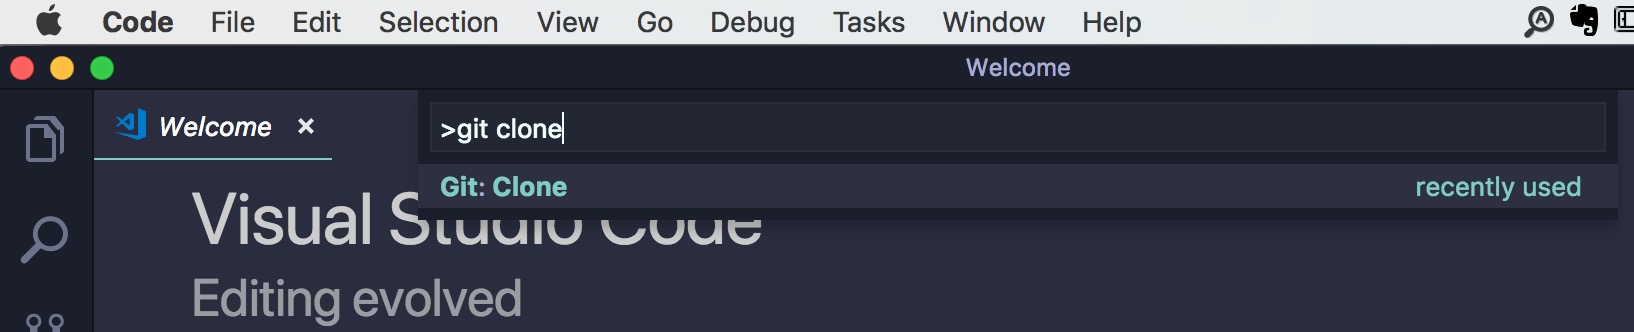 Code File Edit Selection View Go Debug Tasks Window Help
Welcome
Welcome
>git clone
Git: Clone recently used
Visual Studio Code
Editing evolved